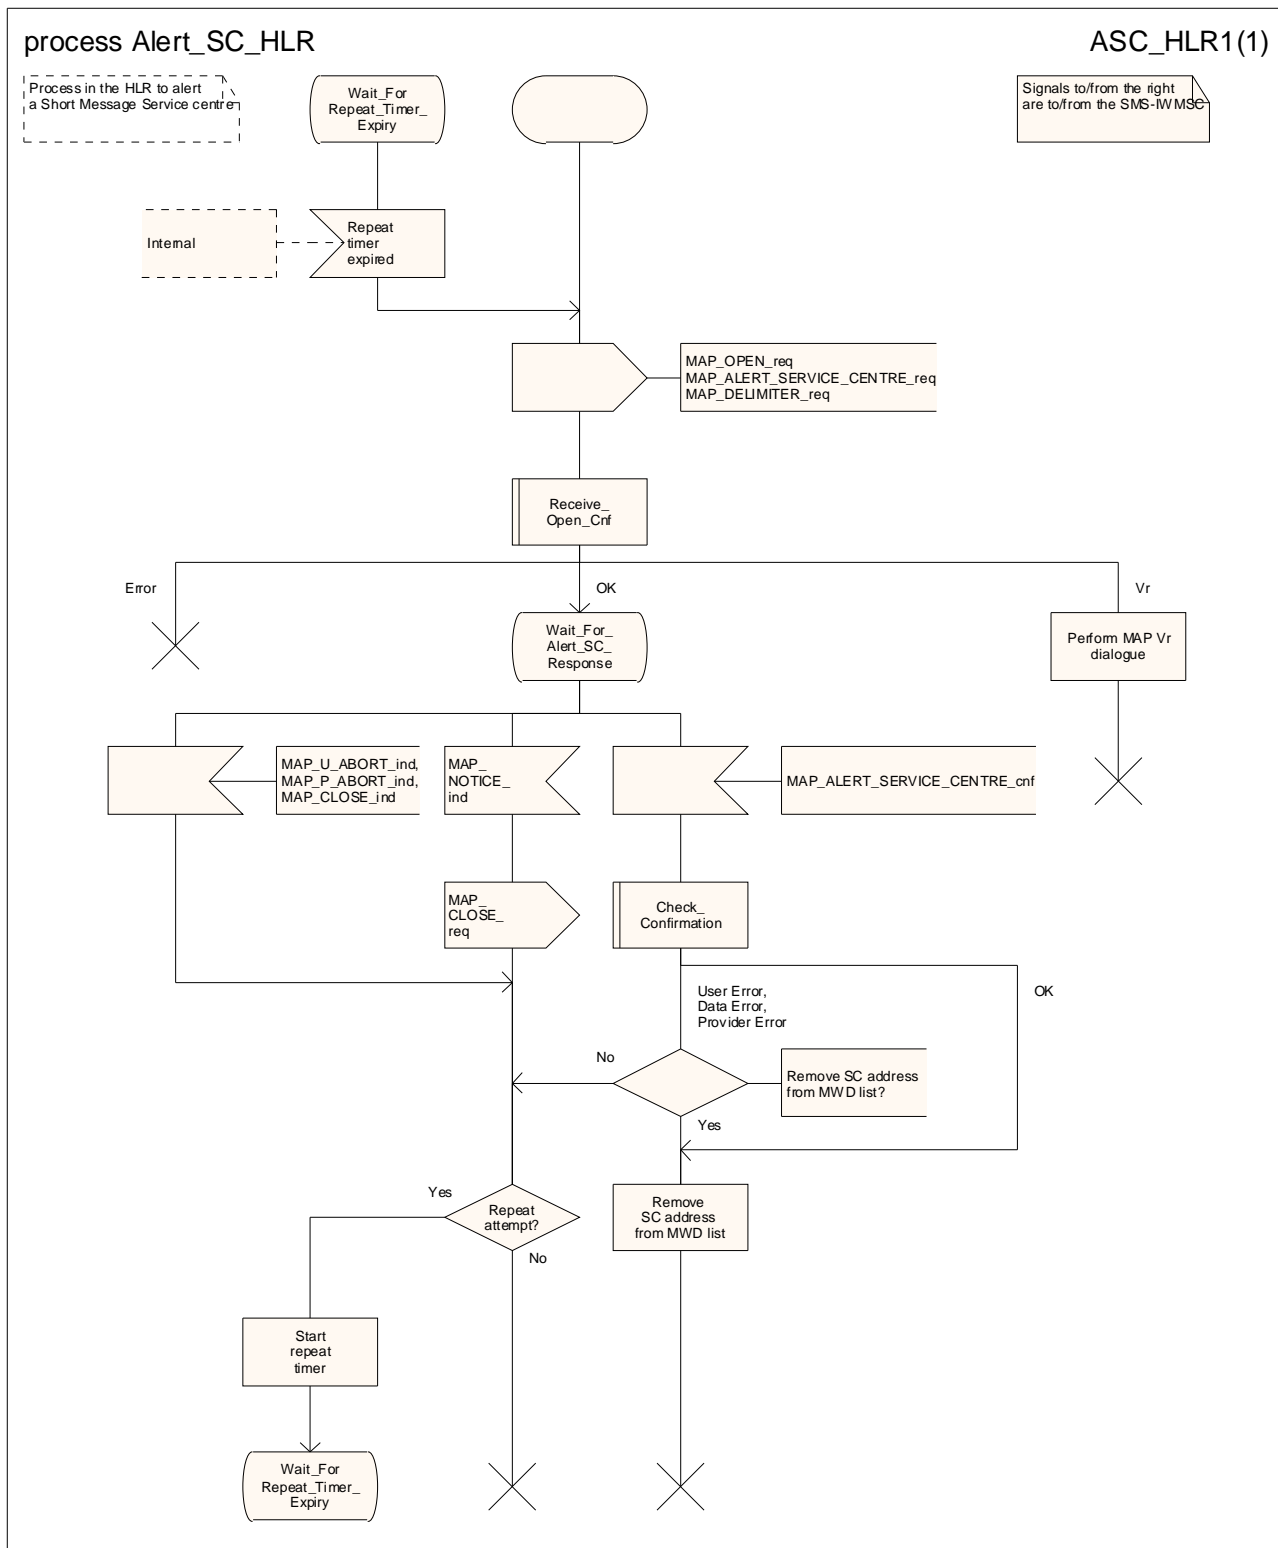 process Alert_SC_HLR
ASC_HLR1(1)
Process in the HLR to alert
a Short Message Service centre
Wait_For
Repeat_Timer_
Expiry
Signals to/from the right
are to/from the SMS-IWMSC
Internal
Repeat
timer
expired
MAP_OPEN_req
MAP_ALERT_SERVICE_CENTRE_req
MAP_DELIMITER_req
Receive_
Open_Cnf
Error
OK
Vr
Wait_For_
Alert_SC_
Response
Perform MAP Vr
dialogue
MAP_U_ABORT_ind,
MAP_P_ABORT_ind,
MAP_CLOSE_ind
MAP_
NOTICE_
ind
MAP_ALERT_SERVICE_CENTRE_cnf
MAP_
CLOSE_
req
Check_
Confirmation
User Error,
Data Error,
Provider Error
OK
No
Remove SC address
from MWD list?
Yes
Yes
Repeat
attempt?
No
Remove
SC address
from MWD list
Start
repeat
timer
Wait_For
Repeat_Timer_
Expiry